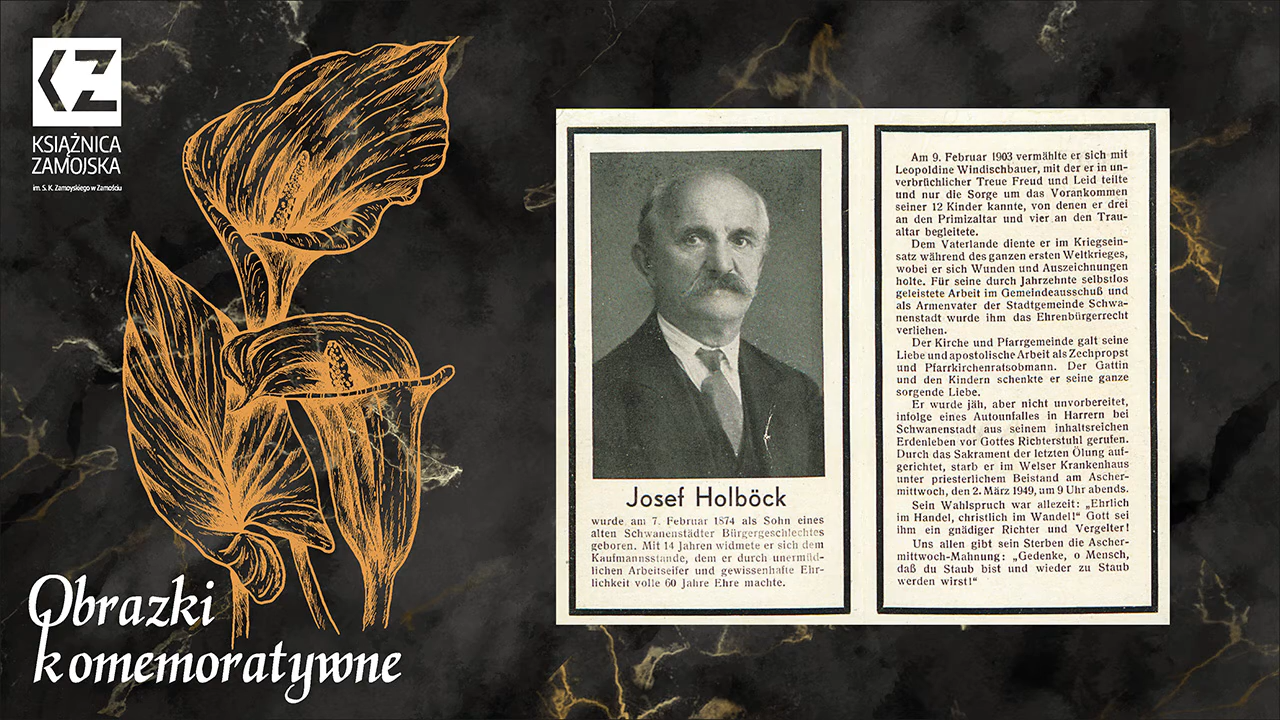 KZ
KSIĄŻNICA
ZAMOJSKA
im. S. K. Zamoyskiego w Zamościu
Obrazki
komemoratywne
Josef Holböck
wurde am 7. Februar 1874 als Sohn eines
alten Schwanenstädter Bürgergeschlechtes
geboren. Mit 14 Jahren widmete er sich dem
Kaufmannsstande, dem er durch unermüd-
lichen Arbeitseifer und gewissenhafte Ehr-
lichkeit volle 60 Jahre Ehre machte.
Am 9. Februar 1903 vermählte er sich mit
Leopoldine Windischbauer, mit der er in un-
verbrüchlicher Treue Freud und Leid teilte
und nur die Sorge um das Vorankommen
seiner 12 Kinder kannte, von denen er drei
an den Primizaltar und vier an den Trau-
altar begleitete.
Dem Vaterlande diente er im Kriegsein-
satz während des ganzen ersten Weltkrieges,
wobei er sich Wunden und Auszeichnungen
holte. Für seine durch Jahrzehnte selbstlos
geleistete Arbeit im Gemeindeausschuß und
als Armenvater der Stadtgemeinde Schwa-
nenstadt wurde ihm das Ehrenbürgerrecht
verliehen.
Der Kirche und Pfarrgemeinde galt seine
Liebe und apostolische Arbeit als Zechpropst
und Pfarrkirchenratsobmann. Der Gattin
und den Kindern schenkte er seine ganze
sorgende Liebe.
Er wurde jäh, aber nicht unvorbereitet,
infolge eines Autounfalles in Harrern bei
Schwanenstadt aus seinem inhaltsreichen
Erdenleben vor Gottes Richterstuhl gerufen.
Durch das Sakrament der letzten Ölung auf-
gerichtet, starb er im Welser Krankenhaus
unter priesterlichem Beistand am Ascher-
mittwoch, den 2. März 1949, um 9 Uhr abends.
Sein Wahlspruch war allezeit: „Ehrlich
im Handel, christlich im Wandel!" Gott sei
ihm ein gnädiger Richter und Vergelter!
Uns allen gibt sein Sterben die Ascher-
mittwoch-Mahnung: „Gedenke, o Mensch,
daß du Staub bist und wieder zu Staub
werden wirst!"